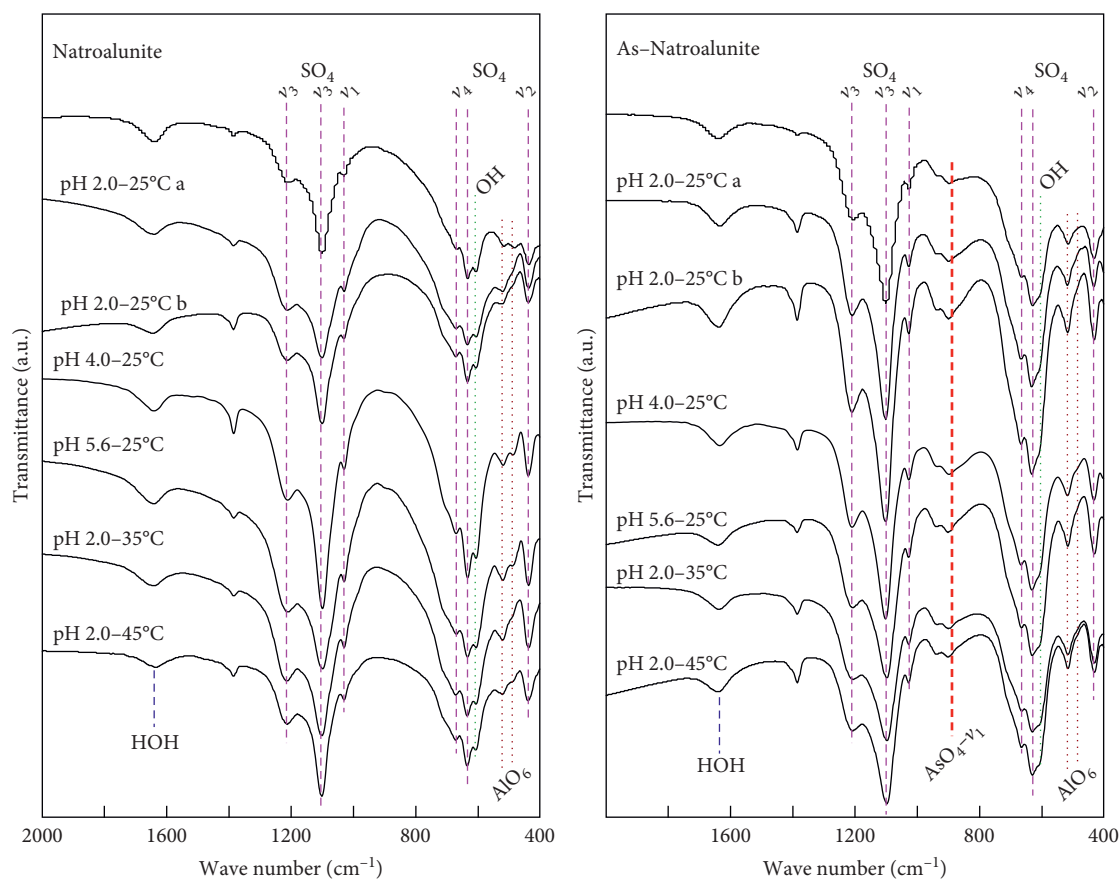 Natroalunite
SO4
SO4
ν3
ν3
ν1
ν4
ν2
OH
pH 2.0–25°C a
pH 2.0–25°C b
pH 4.0–25°C
pH 5.6–25°C
pH 2.0–35°C
pH 2.0–45°C
HOH
AlO6
Transmittance (a.u.)
2000
1600
1200
800
400
Wave number (cm−1)
As–Natroalunite
SO4
SO4
ν3
ν3
ν1
ν4
ν2
OH
pH 2.0–25°C a
pH 2.0–25°C b
pH 4.0–25°C
pH 5.6–25°C
pH 2.0–35°C
pH 2.0–45°C
HOH
AsO4–ν1
AlO6
Transmittance (a.u.)
1600
1200
800
400
Wave number (cm−1)